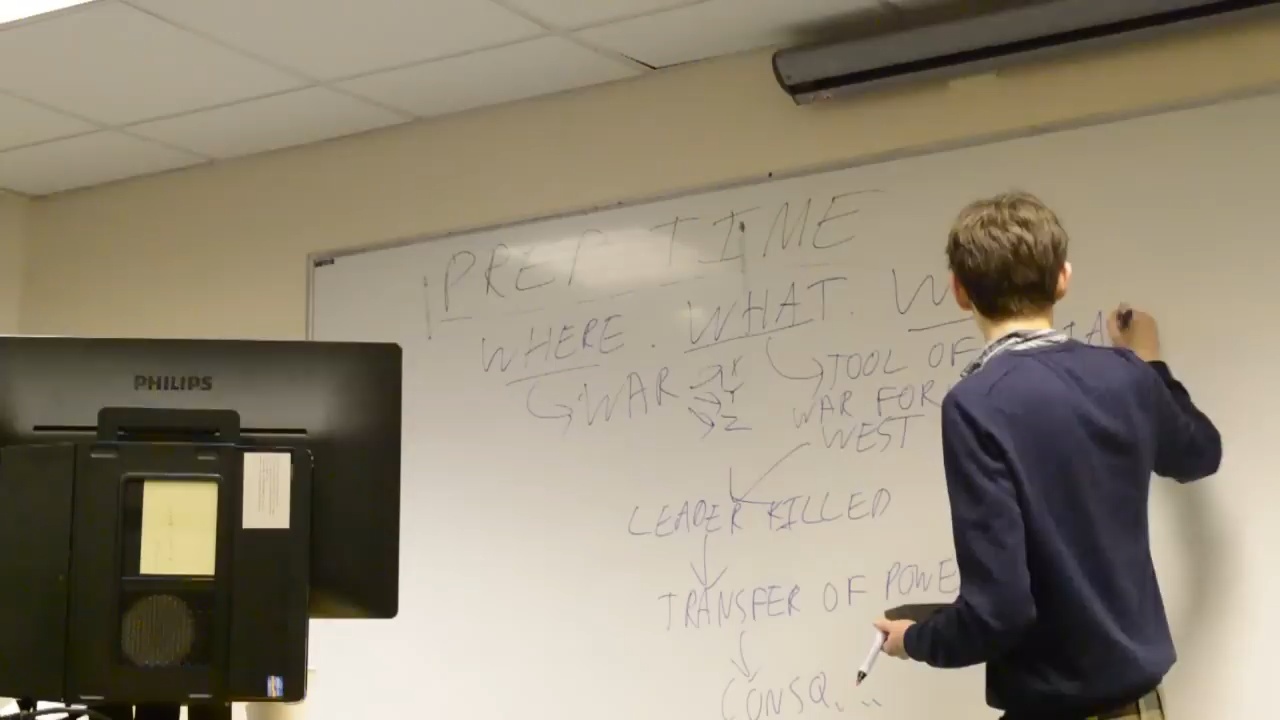 PREP TIME
WHERE. WHAT. W
WAR X Y Z
TOOL OF
WAR FOR
WEST
LEADER KILLED
TRANSFER OF POWE
CONSQ...
PHILIPS